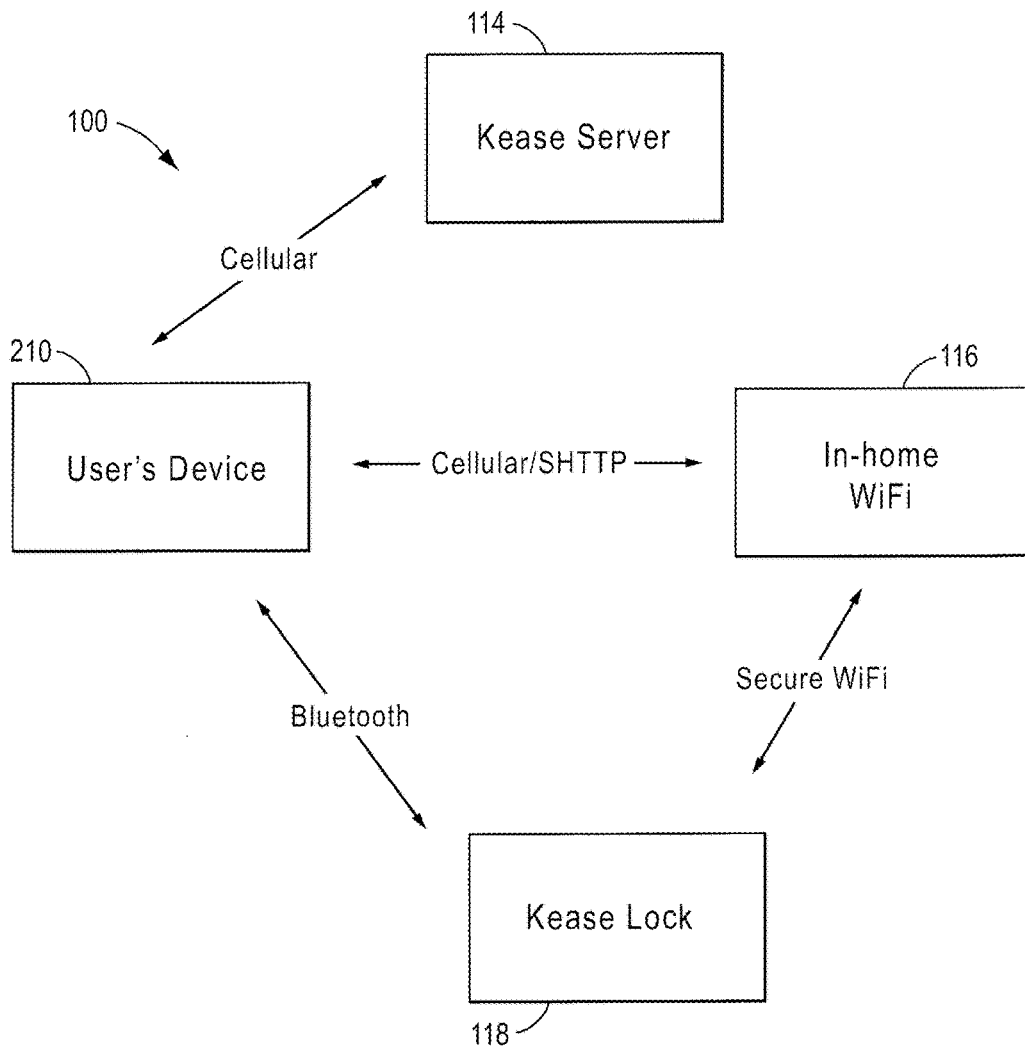 114
Kease Server
100
Cellular
210
User's Device
Cellular/SHTTP
116
In-home
WiFi
Secure WiFi
Bluetooth
Kease Lock
118